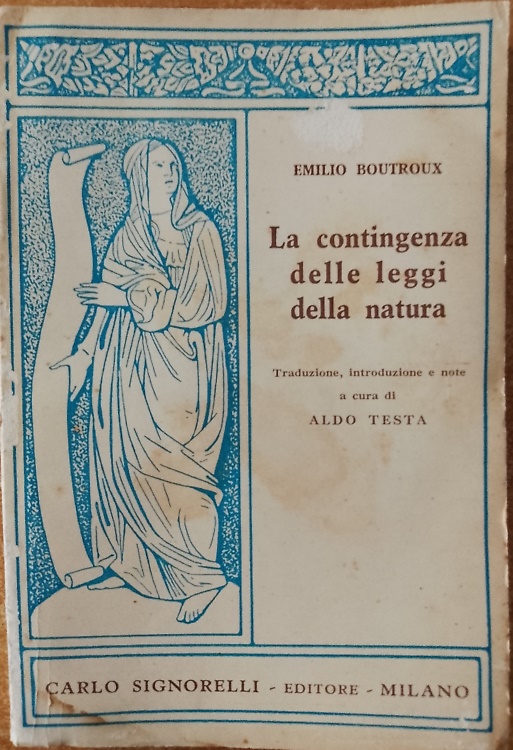 EMILIO BOUTROUX
La contingenza
delle leggi
della natura
Traduzione, introduzione e note
a cura di
ALDO TESTA
CARLO SIGNORELLI - EDITORE - MILANO